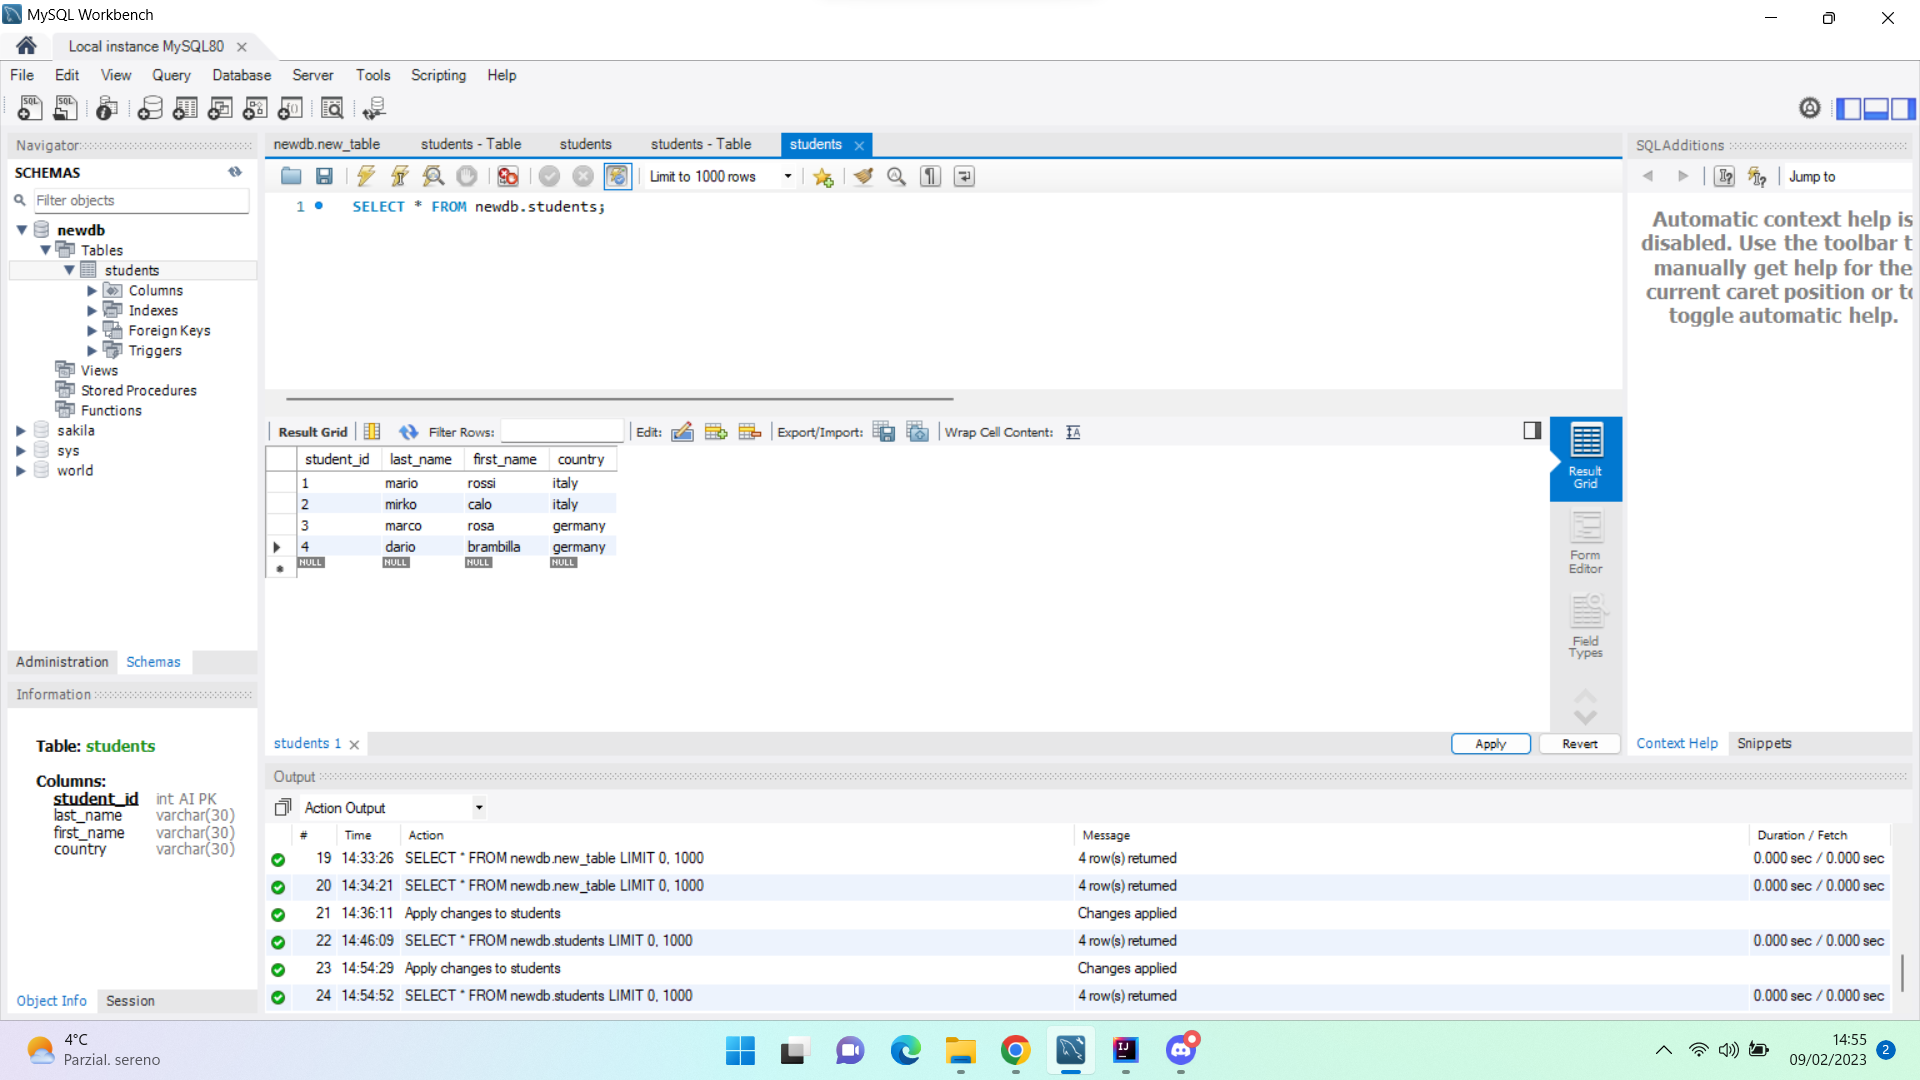 MySQL Workbench
Local instance MySQL80
File Edit View Query Database Server Tools Scripting Help
Navigator
SCHEMAS
Filter objects
newdb
Tables
students
Columns
Indexes
Foreign Keys
Triggers
Views
Stored Procedures
Functions
sakila
sys
world
Administration Schemas
Information
Table: students
Columns:
student_id int AI PK
last_name varchar(30)
first_name varchar(30)
country varchar(30)
Object Info Session
newdb.new_table students - Table students students - Table students
Limit to 1000 rows
1 SELECT * FROM newdb.students;
Result Grid Filter Rows: Edit: Export/Import: Wrap Cell Content:
student_id last_name first_name country
1 mario rossi italy
2 mirko calo italy
3 marco rosa germany
4 dario brambilla germany
NULL NULL NULL NULL
Result
Grid
Form
Editor
Field
Types
students 1
Apply Revert
SQLAdditions
Jump to
Automatic context help is
disabled. Use the toolbar t
manually get help for the
current caret position or to
toggle automatic help.
Context Help Snippets
Output
Action Output
# Time Action Message Duration / Fetch
19 14:33:26 SELECT * FROM newdb.new_table LIMIT 0, 1000 4 row(s) returned 0.000 sec / 0.000 sec
20 14:34:21 SELECT * FROM newdb.new_table LIMIT 0, 1000 4 row(s) returned 0.000 sec / 0.000 sec
21 14:36:11 Apply changes to students Changes applied
22 14:46:09 SELECT * FROM newdb.students LIMIT 0, 1000 4 row(s) returned 0.000 sec / 0.000 sec
23 14:54:29 Apply changes to students Changes applied
24 14:54:52 SELECT * FROM newdb.students LIMIT 0, 1000 4 row(s) returned 0.000 sec / 0.000 sec
4°C
Parzial. sereno
14:55
09/02/2023
2